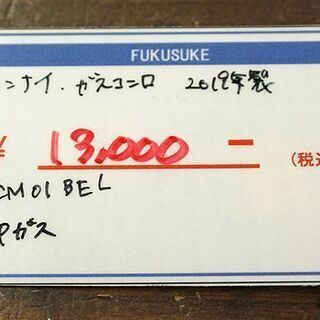 FUKUSUKE
ンナイ.ガスコンロ 2019年製
¥ 13,000 ー (税込
CM01BEL
Pガス